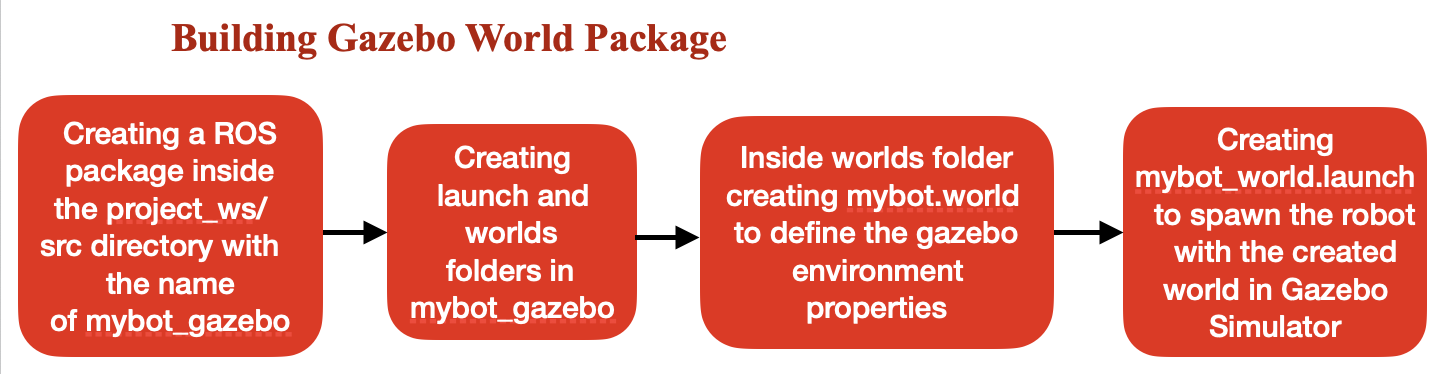 Building Gazebo World Package
Creating a ROS
package inside
the project_ws/
src directory with
the name
of mybot_gazebo
Creating
launch and
worlds
folders in
mybot_gazebo
Inside worlds folder
creating mybot.world
to define the gazebo
environment
properties
Creating
mybot_world.launch
to spawn the robot
with the created
world in Gazebo
Simulator